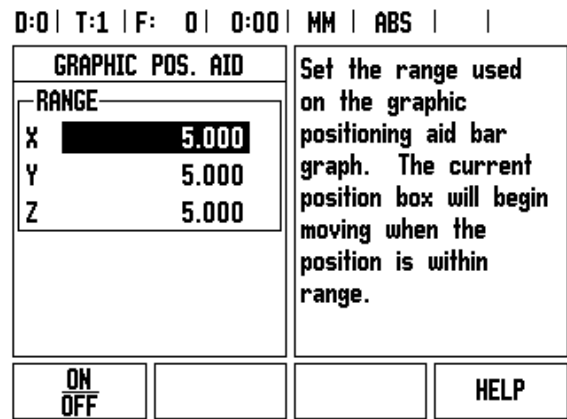 D:0 | T:1 | F: 0 | 0:00 | MM | ABS | |
GRAPHIC POS. AID
RANGE
X 5.000
Y 5.000
Z 5.000
Set the range used
on the graphic
positioning aid bar
graph. The current
position box will begin
moving when the
position is within
range.
ON
OFF
HELP